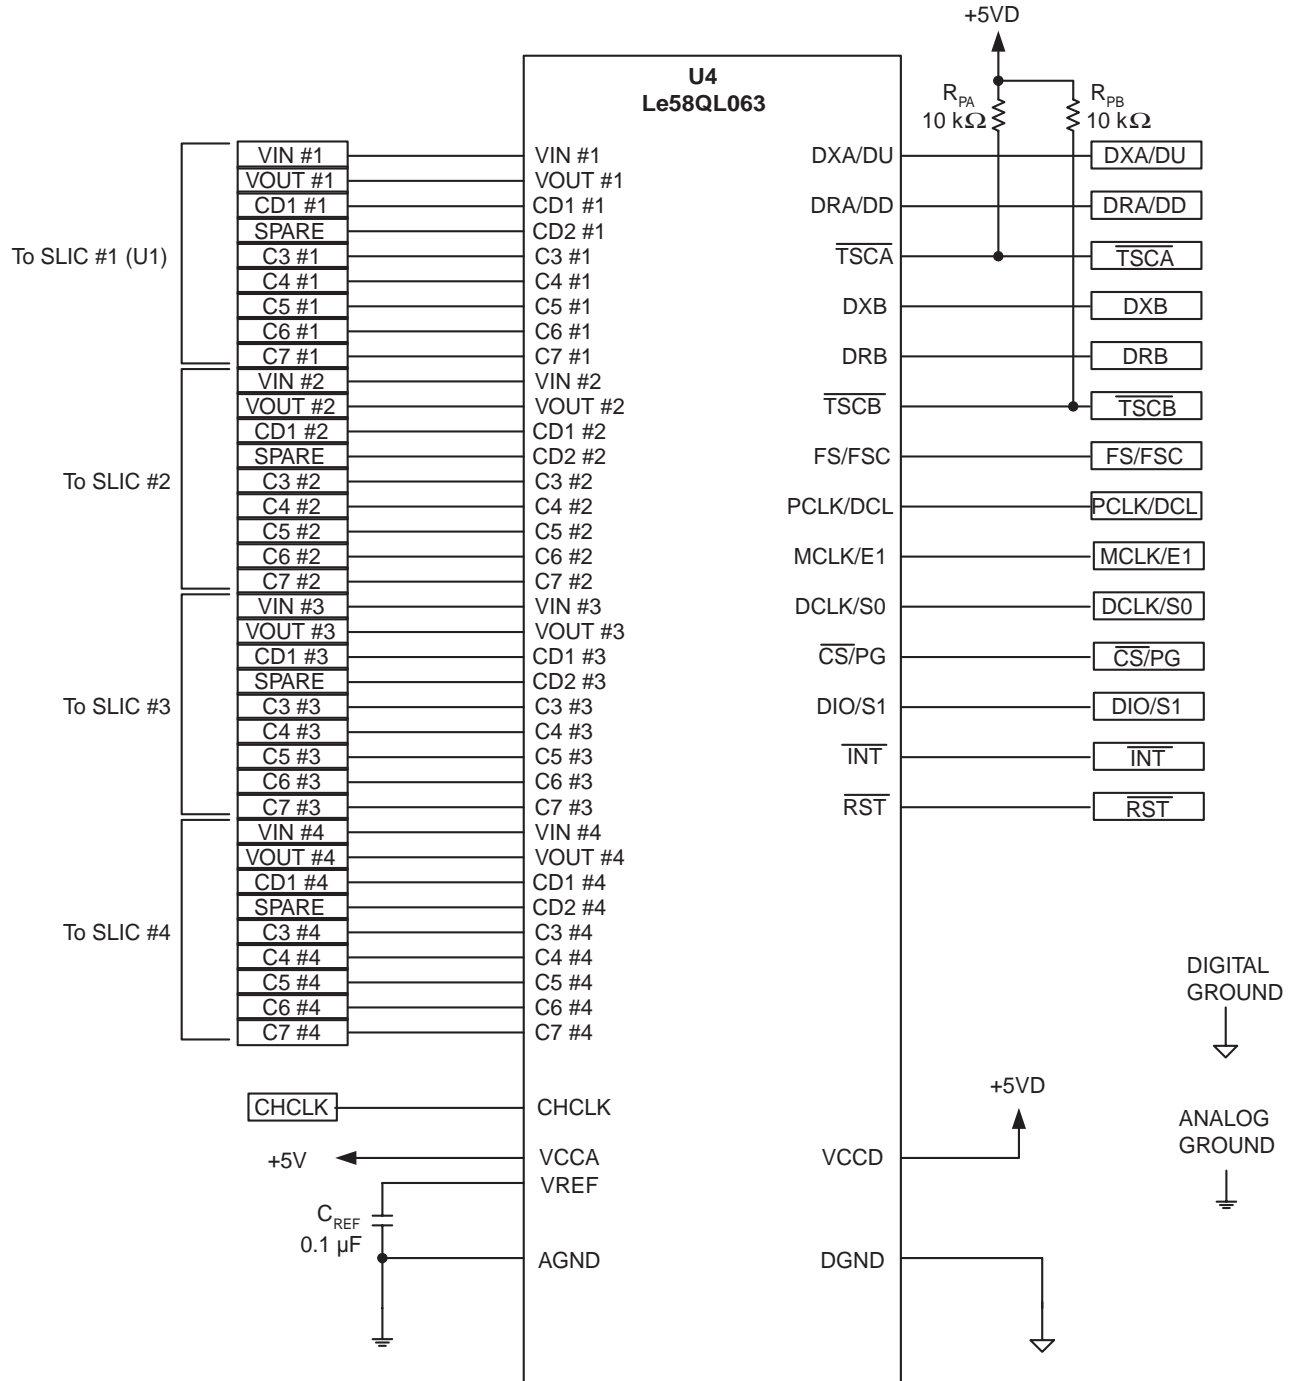 +5VD
U4
Le58QL063
RPA
10 kΩ
RPB
10 kΩ
To SLIC #1 (U1)
VIN #1
VOUT #1
CD1 #1
SPARE
C3 #1
C4 #1
C5 #1
C6 #1
C7 #1
To SLIC #2
VIN #2
VOUT #2
CD1 #2
SPARE
C3 #2
C4 #2
C5 #2
C6 #2
C7 #2
To SLIC #3
VIN #3
VOUT #3
CD1 #3
SPARE
C3 #3
C4 #3
C5 #3
C6 #3
C7 #3
To SLIC #4
VIN #4
VOUT #4
CD1 #4
SPARE
C3 #4
C4 #4
C5 #4
C6 #4
C7 #4
CHCLK
+5V
CREF
0.1 µF
VIN #1
VOUT #1
CD1 #1
CD2 #1
C3 #1
C4 #1
C5 #1
C6 #1
C7 #1
VIN #2
VOUT #2
CD1 #2
CD2 #2
C3 #2
C4 #2
C5 #2
C6 #2
C7 #2
VIN #3
VOUT #3
CD1 #3
CD2 #3
C3 #3
C4 #3
C5 #3
C6 #3
C7 #3
VIN #4
VOUT #4
CD1 #4
CD2 #4
C3 #4
C4 #4
C5 #4
C6 #4
C7 #4
CHCLK
VCCA
VREF
AGND
DXA/DU
DRA/DD
TSCA
DXB
DRB
TSCB
FS/FSC
PCLK/DCL
MCLK/E1
DCLK/S0
CS/PG
DIO/S1
INT
RST
VCCD
DGND
DXA/DU
DRA/DD
TSCA
DXB
DRB
TSCB
FS/FSC
PCLK/DCL
MCLK/E1
DCLK/S0
CS/PG
DIO/S1
INT
RST
+5VD
DIGITAL
GROUND
ANALOG
GROUND